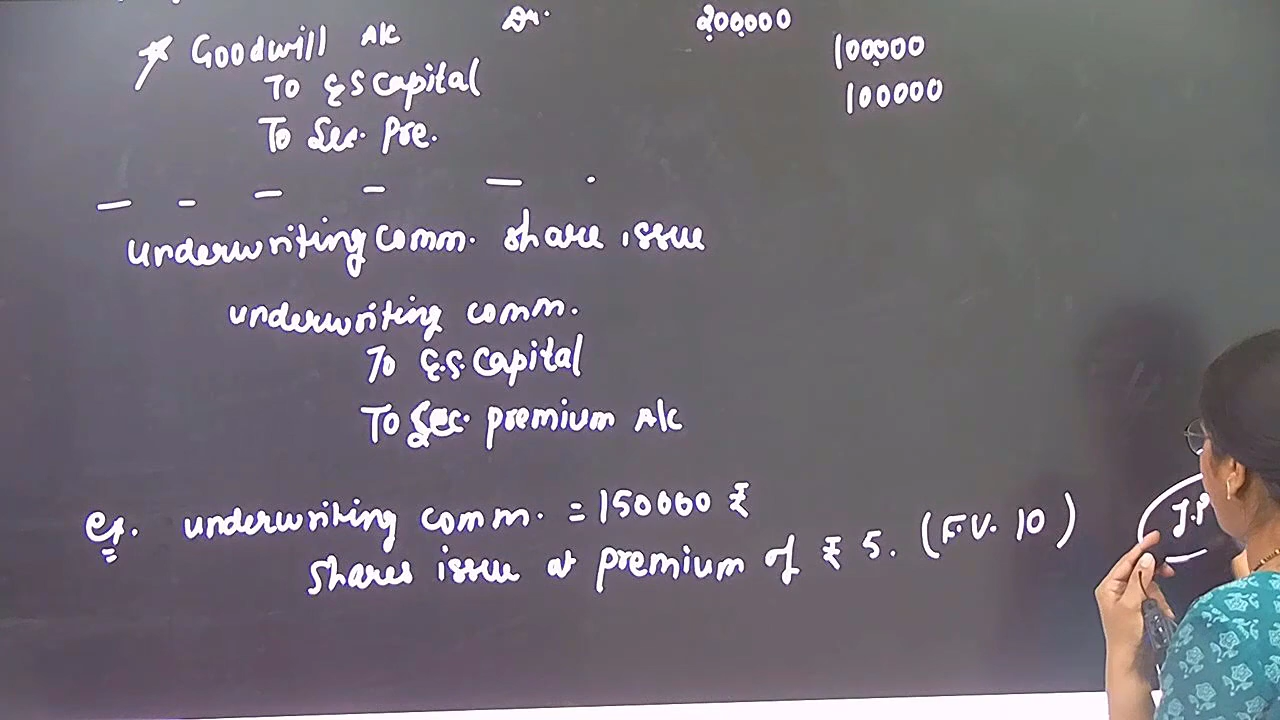 Goodwill A/c Dr. 200000
To E S Capital 100000
To Sec. Pre. 100000
underwriting comm. share issue
underwriting comm.
To E.S. Capital
To Sec. premium A/c
ex. underwriting comm. = 150000 ₹
shares issue at premium of ₹ 5. (F.V. 10)